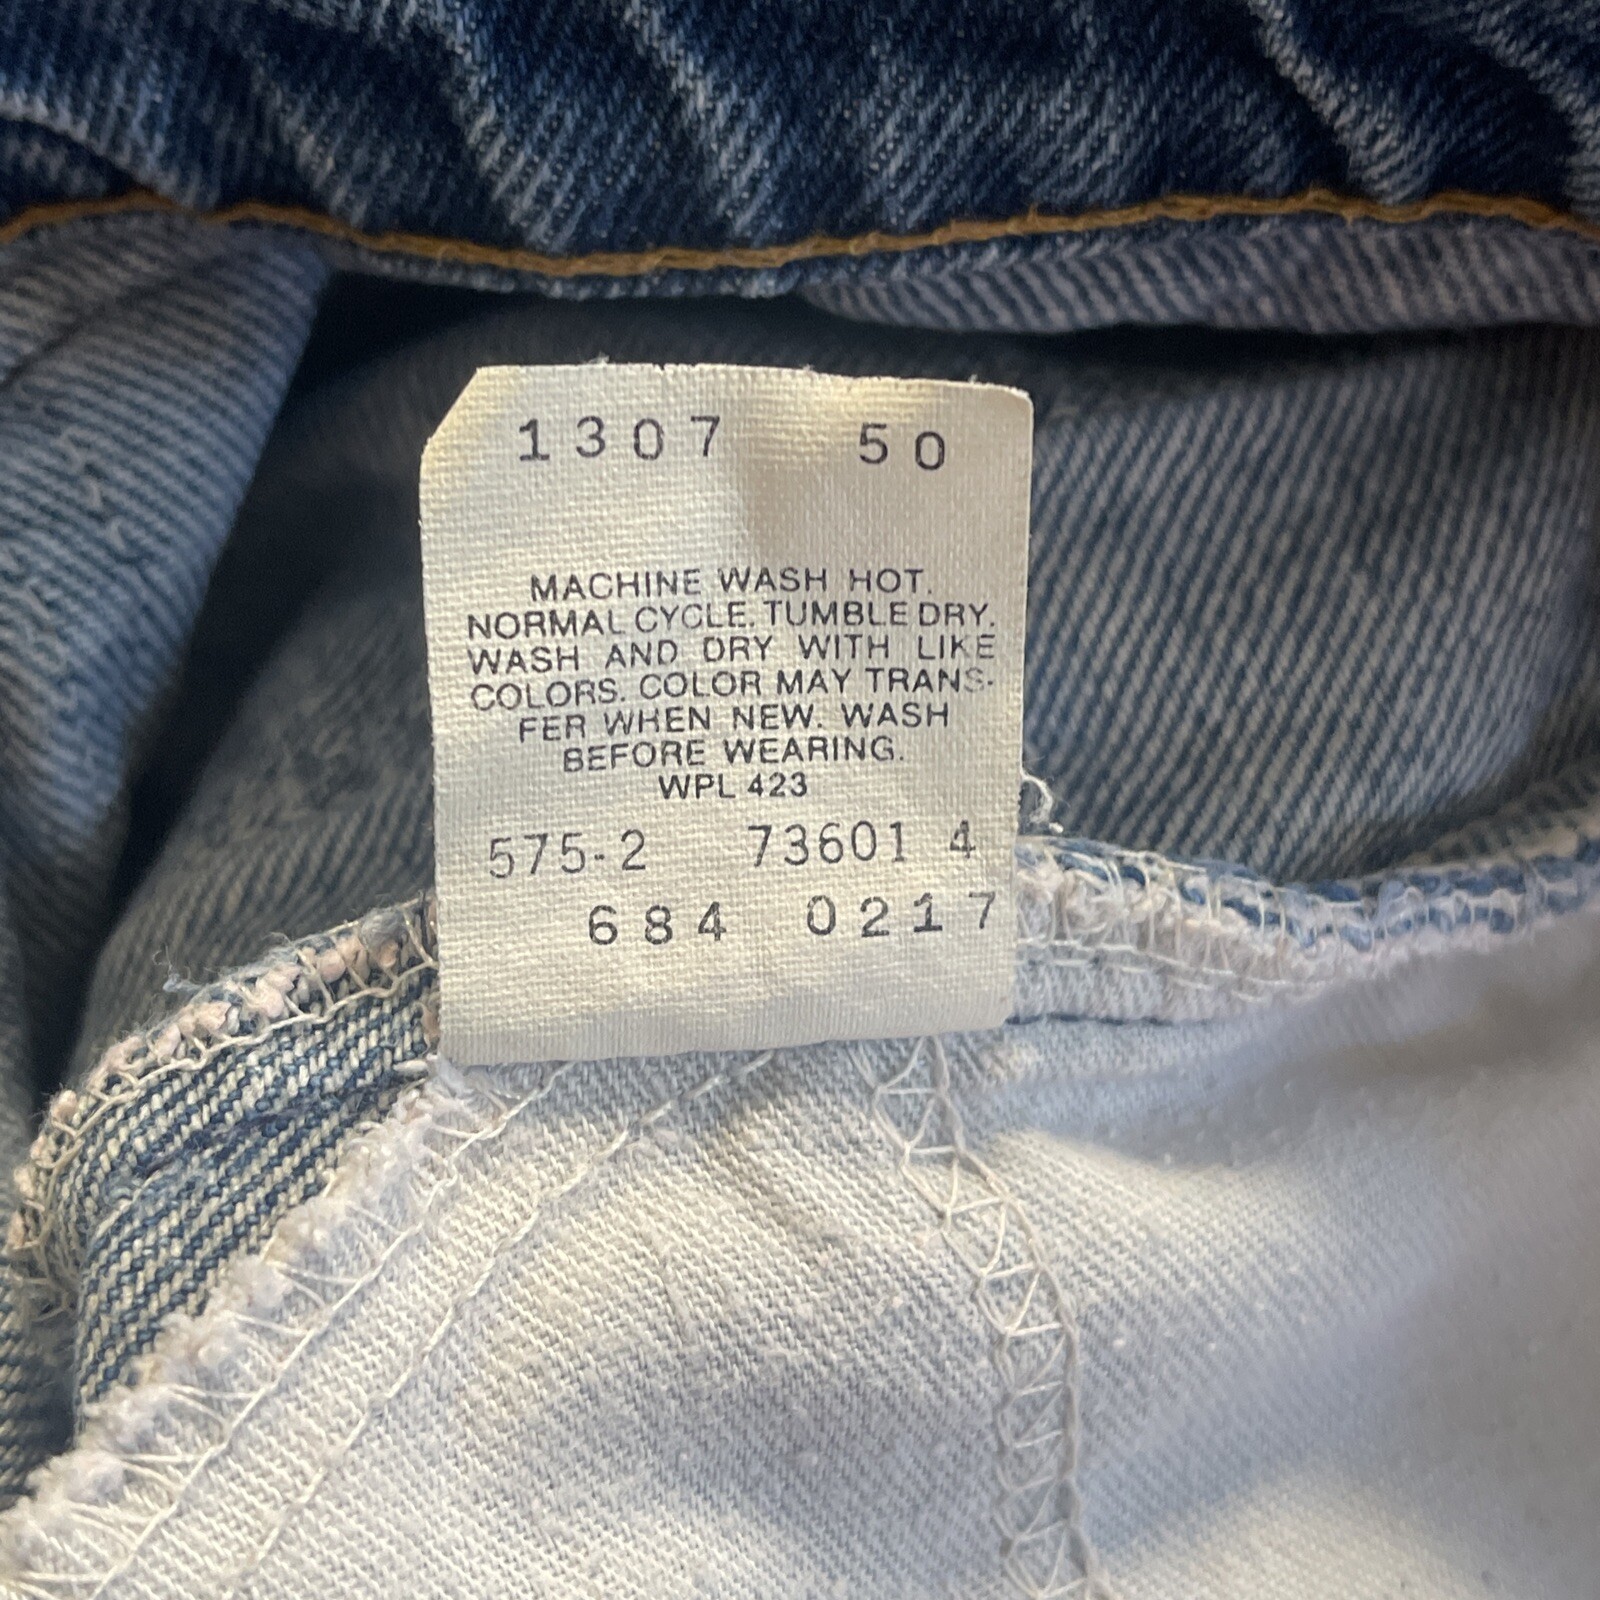 1307 50
MACHINE WASH HOT.
NORMAL CYCLE. TUMBLE DRY.
WASH AND DRY WITH LIKE
COLORS. COLOR MAY TRANS-
FER WHEN NEW. WASH
BEFORE WEARING.
WPL 423
575-2 73601 4
684 0217